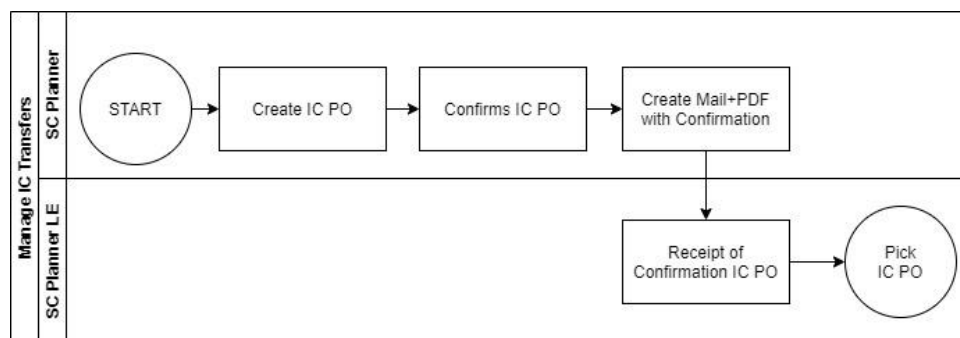 Manage IC Transfers
SC Planner
START
Create IC PO
Confirms IC PO
Create Mail+PDF
with Confirmation
SC Planner LE
Receipt of
Confirmation IC PO
Pick
IC PO